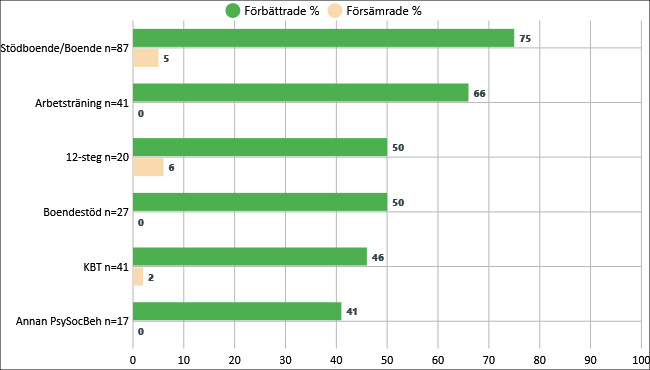 Förbättrade % Försämrade %
Stödboende/Boende n=87 75
5
Arbetsträning n=41 66
0
12-steg n=20 50
6
Boendestöd n=27 50
0
KBT n=41 46
2
Annan PsySocBeh n=17 41
0
0 10 20 30 40 50 60 70 80 90 100